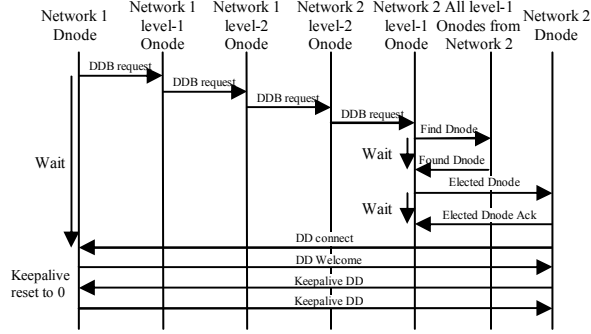 Network 1 Dnode
Network 1 level-1 Onode
Network 1 level-2 Onode
Network 2 level-2 Onode
Network 2 level-1 Onode
All level-1 Onodes from Network 2
Network 2 Dnode
DDB request
DDB request
DDB request
DDB request
Find Dnode
Wait
Wait
Found Dnode
Elected Dnode
Wait
Elected Dnode Ack
DD connect
DD Welcome
Keepalive reset to 0
Keepalive DD
Keepalive DD